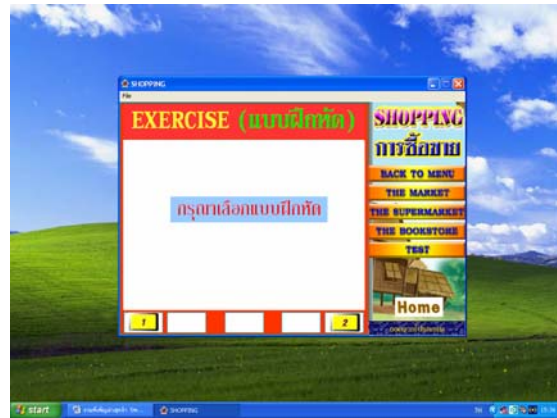 SHOPPING
File
EXERCISE (แบบฝึกหัด)
กรุณาเลือกแบบฝึกหัด
1
2
SHOPPING
การซื้อขาย
BACK TO MENU
THE MARKET
THE SUPERMARKET
THE BOOKSTORE
TEST
Home
start
SHOPPING